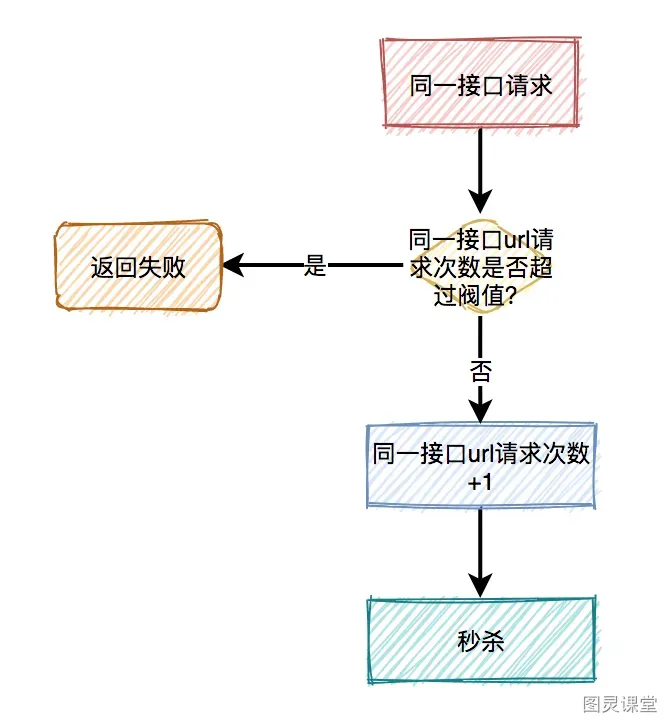 同一接口请求
同一接口url请
求次数是否超
过阀值?
是
返回失败
否
同一接口url请求次数
+1
秒杀
图灵课堂